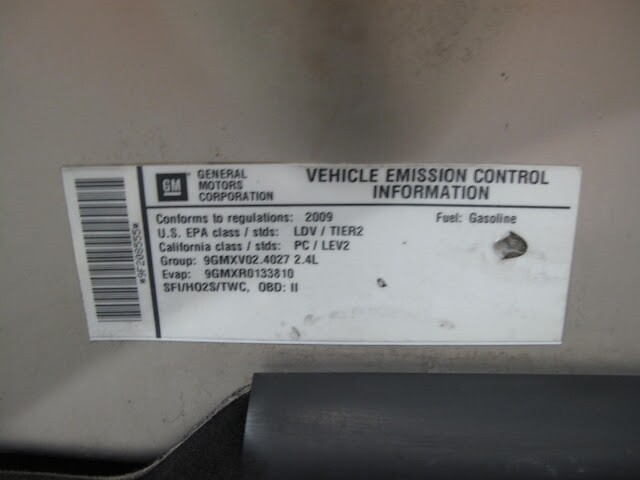 *9F20S555*
GM
GENERAL MOTORS CORPORATION
VEHICLE EMISSION CONTROL INFORMATION
Conforms to regulations: 2009 Fuel: Gasoline
U.S. EPA class / stds: LDV / TIER2
California class / stds: PC / LEV2
Group: 9GMXV02.4027 2.4L
Evap: 9GMXR0133810
SFI/HO2S/TWC, OBD: II